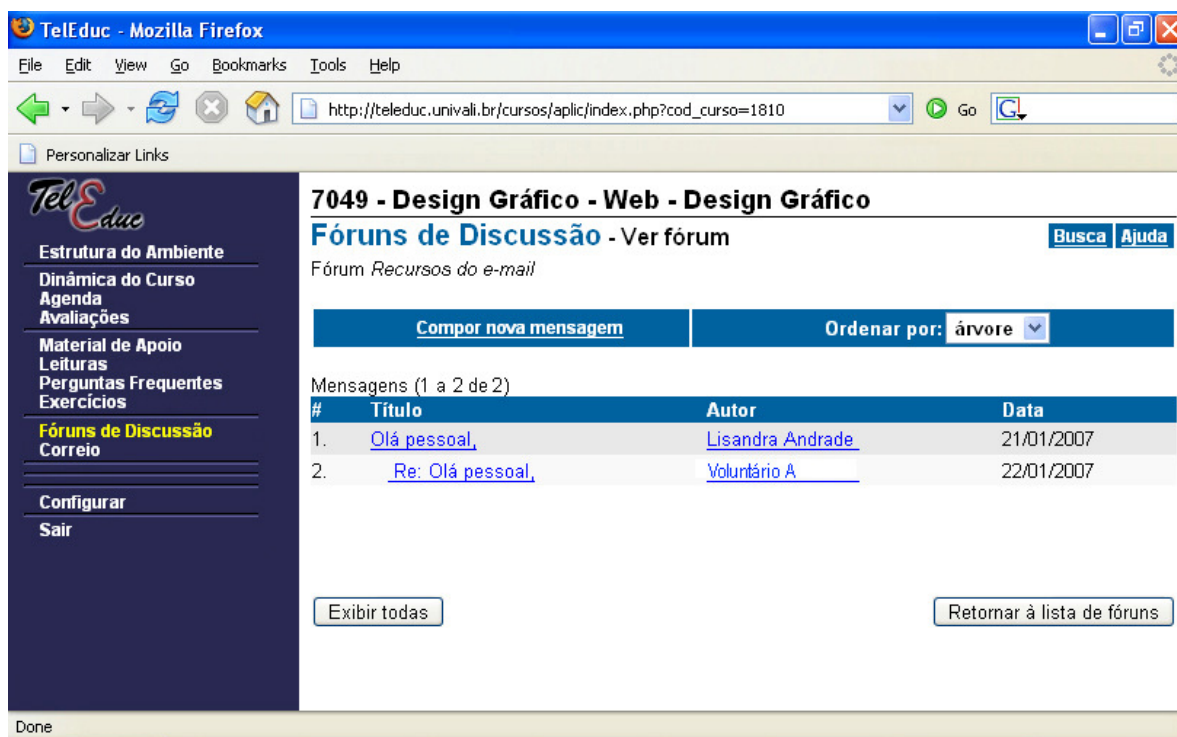 TelEduc - Mozilla Firefox
File Edit View Go Bookmarks Tools Help
http://teleduc.univali.br/cursos/aplic/index.php?cod_curso=1810 Go G
Personalizar Links
TelEduc
Estrutura do Ambiente
Dinâmica do Curso
Agenda
Avaliações
Material de Apoio
Leituras
Perguntas Frequentes
Exercícios
Fóruns de Discussão
Correio
Configurar
Sair
7049 - Design Gráfico - Web - Design Gráfico
Fóruns de Discussão - Ver fórum Busca Ajuda
Fórum Recursos do e-mail
Compor nova mensagem Ordenar por: árvore
Mensagens (1 a 2 de 2)
# Título Autor Data
1. Olá pessoal, Lisandra Andrade 21/01/2007
2. Re: Olá pessoal, Voluntário A 22/01/2007
Exibir todas Retornar à lista de fóruns
Done